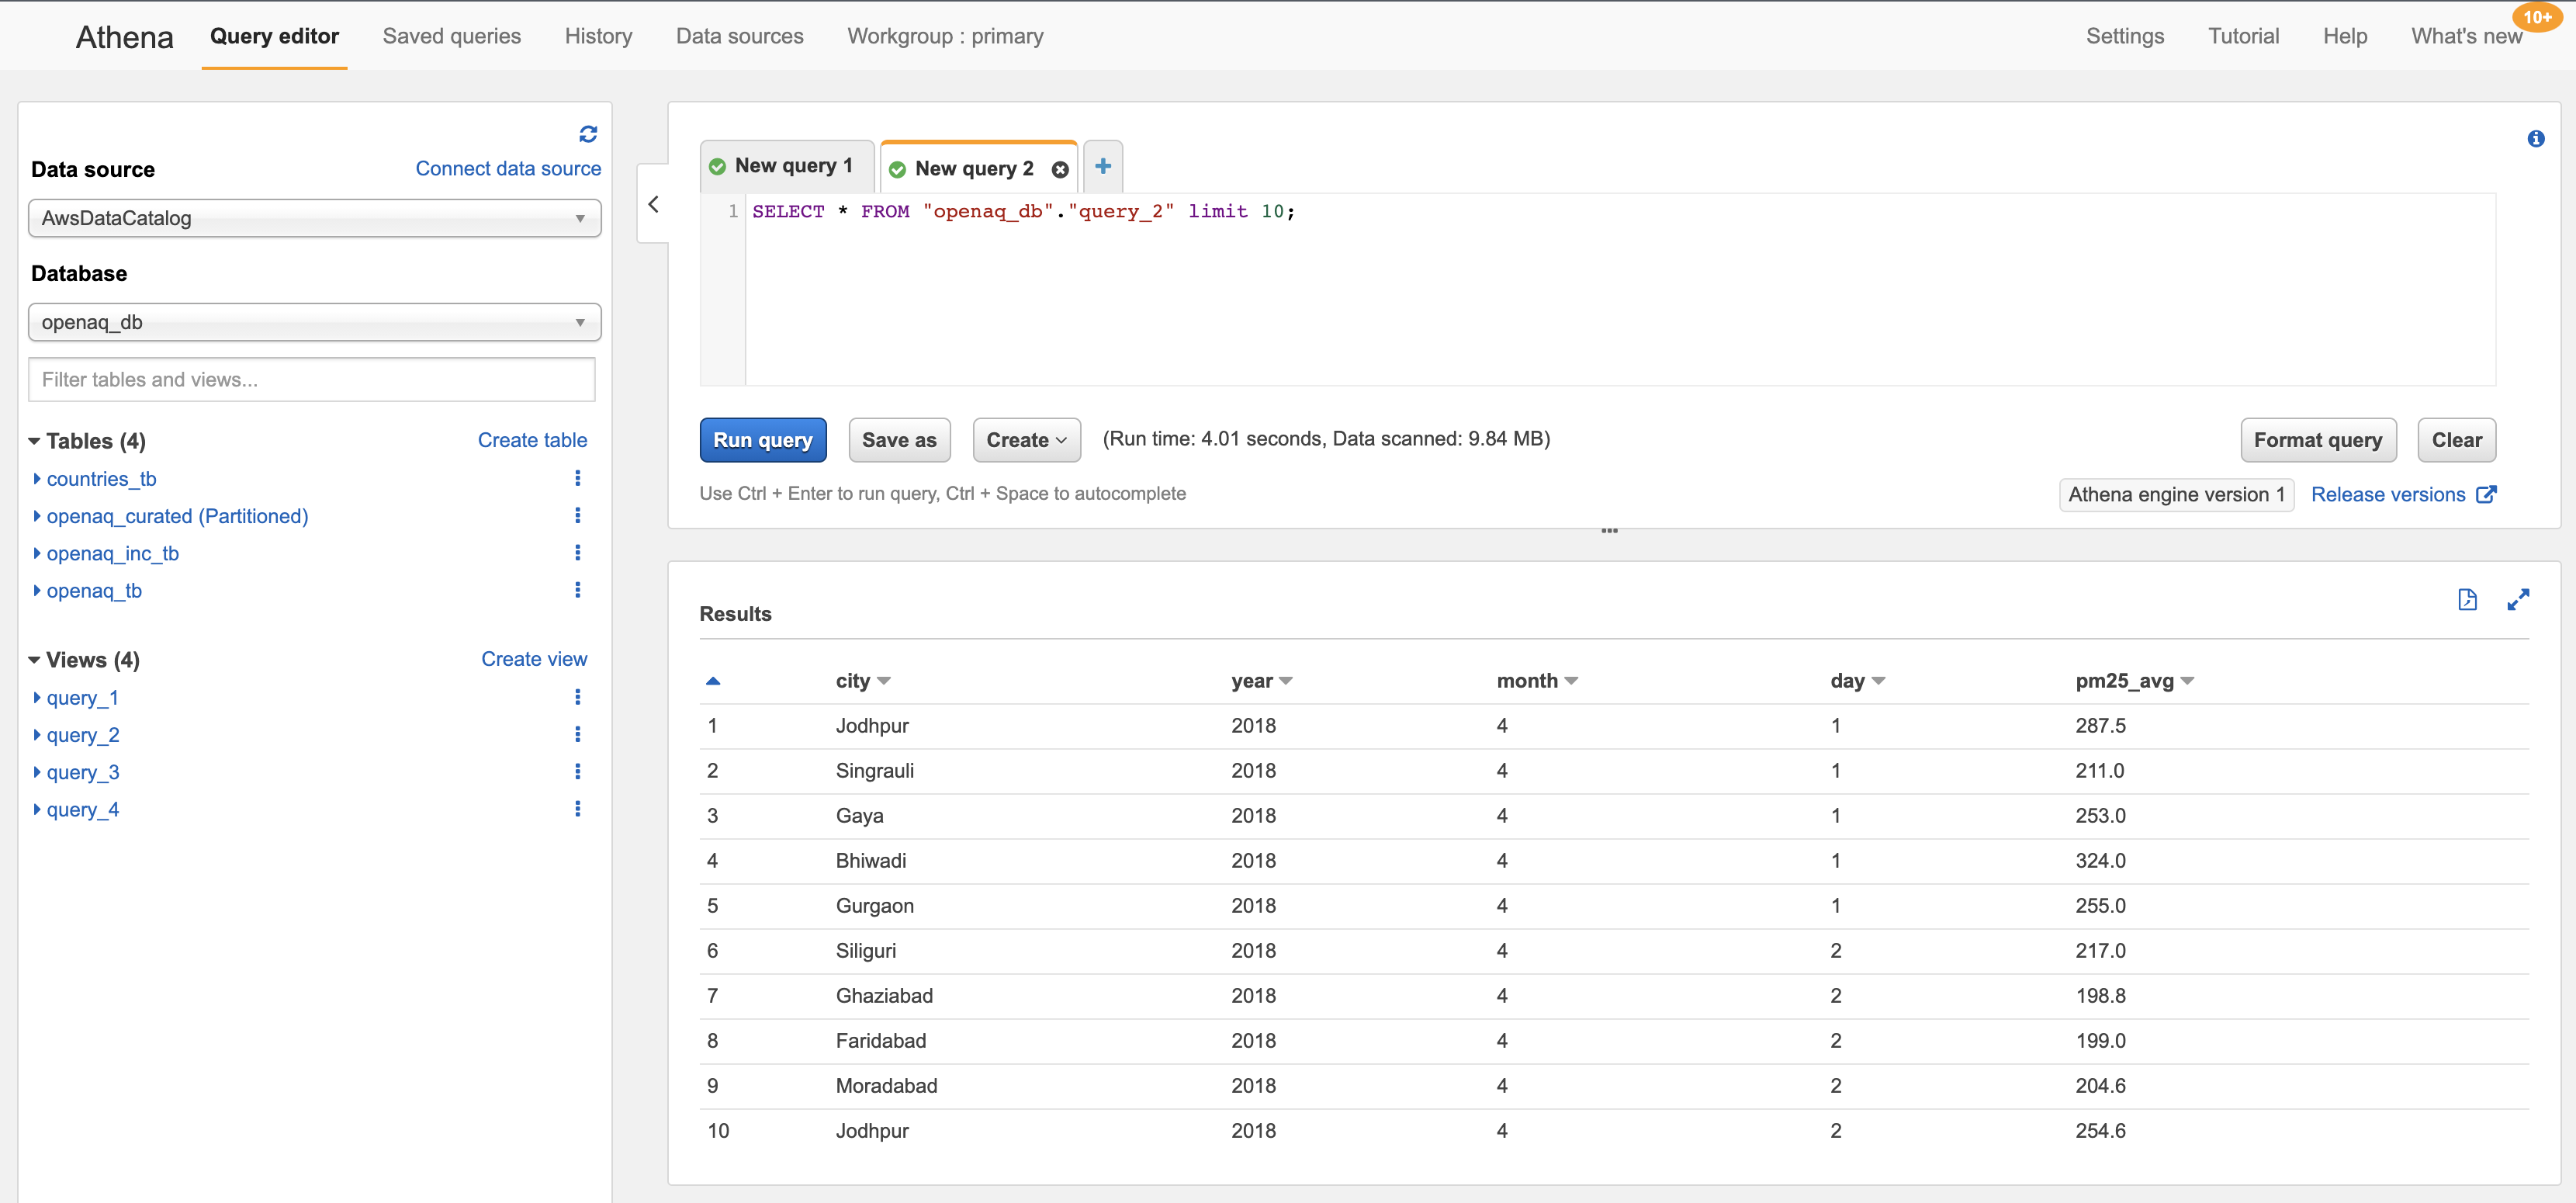 Athena Query editor Saved queries History Data sources Workgroup : primary Settings Tutorial Help What's new 10+
Data source Connect data source
AwsDataCatalog
Database
openaq_db
Filter tables and views...
Tables (4) Create table
countries_tb
openaq_curated (Partitioned)
openaq_inc_tb
openaq_tb
Views (4) Create view
query_1
query_2
query_3
query_4
New query 1 New query 2
1 SELECT * FROM "openaq_db"."query_2" limit 10;
Run query Save as Create (Run time: 4.01 seconds, Data scanned: 9.84 MB) Format query Clear
Use Ctrl + Enter to run query, Ctrl + Space to autocomplete Athena engine version 1 Release versions
Results
city year month day pm25_avg
1 Jodhpur 2018 4 1 287.5
2 Singrauli 2018 4 1 211.0
3 Gaya 2018 4 1 253.0
4 Bhiwadi 2018 4 1 324.0
5 Gurgaon 2018 4 1 255.0
6 Siliguri 2018 4 2 217.0
7 Ghaziabad 2018 4 2 198.8
8 Faridabad 2018 4 2 199.0
9 Moradabad 2018 4 2 204.6
10 Jodhpur 2018 4 2 254.6